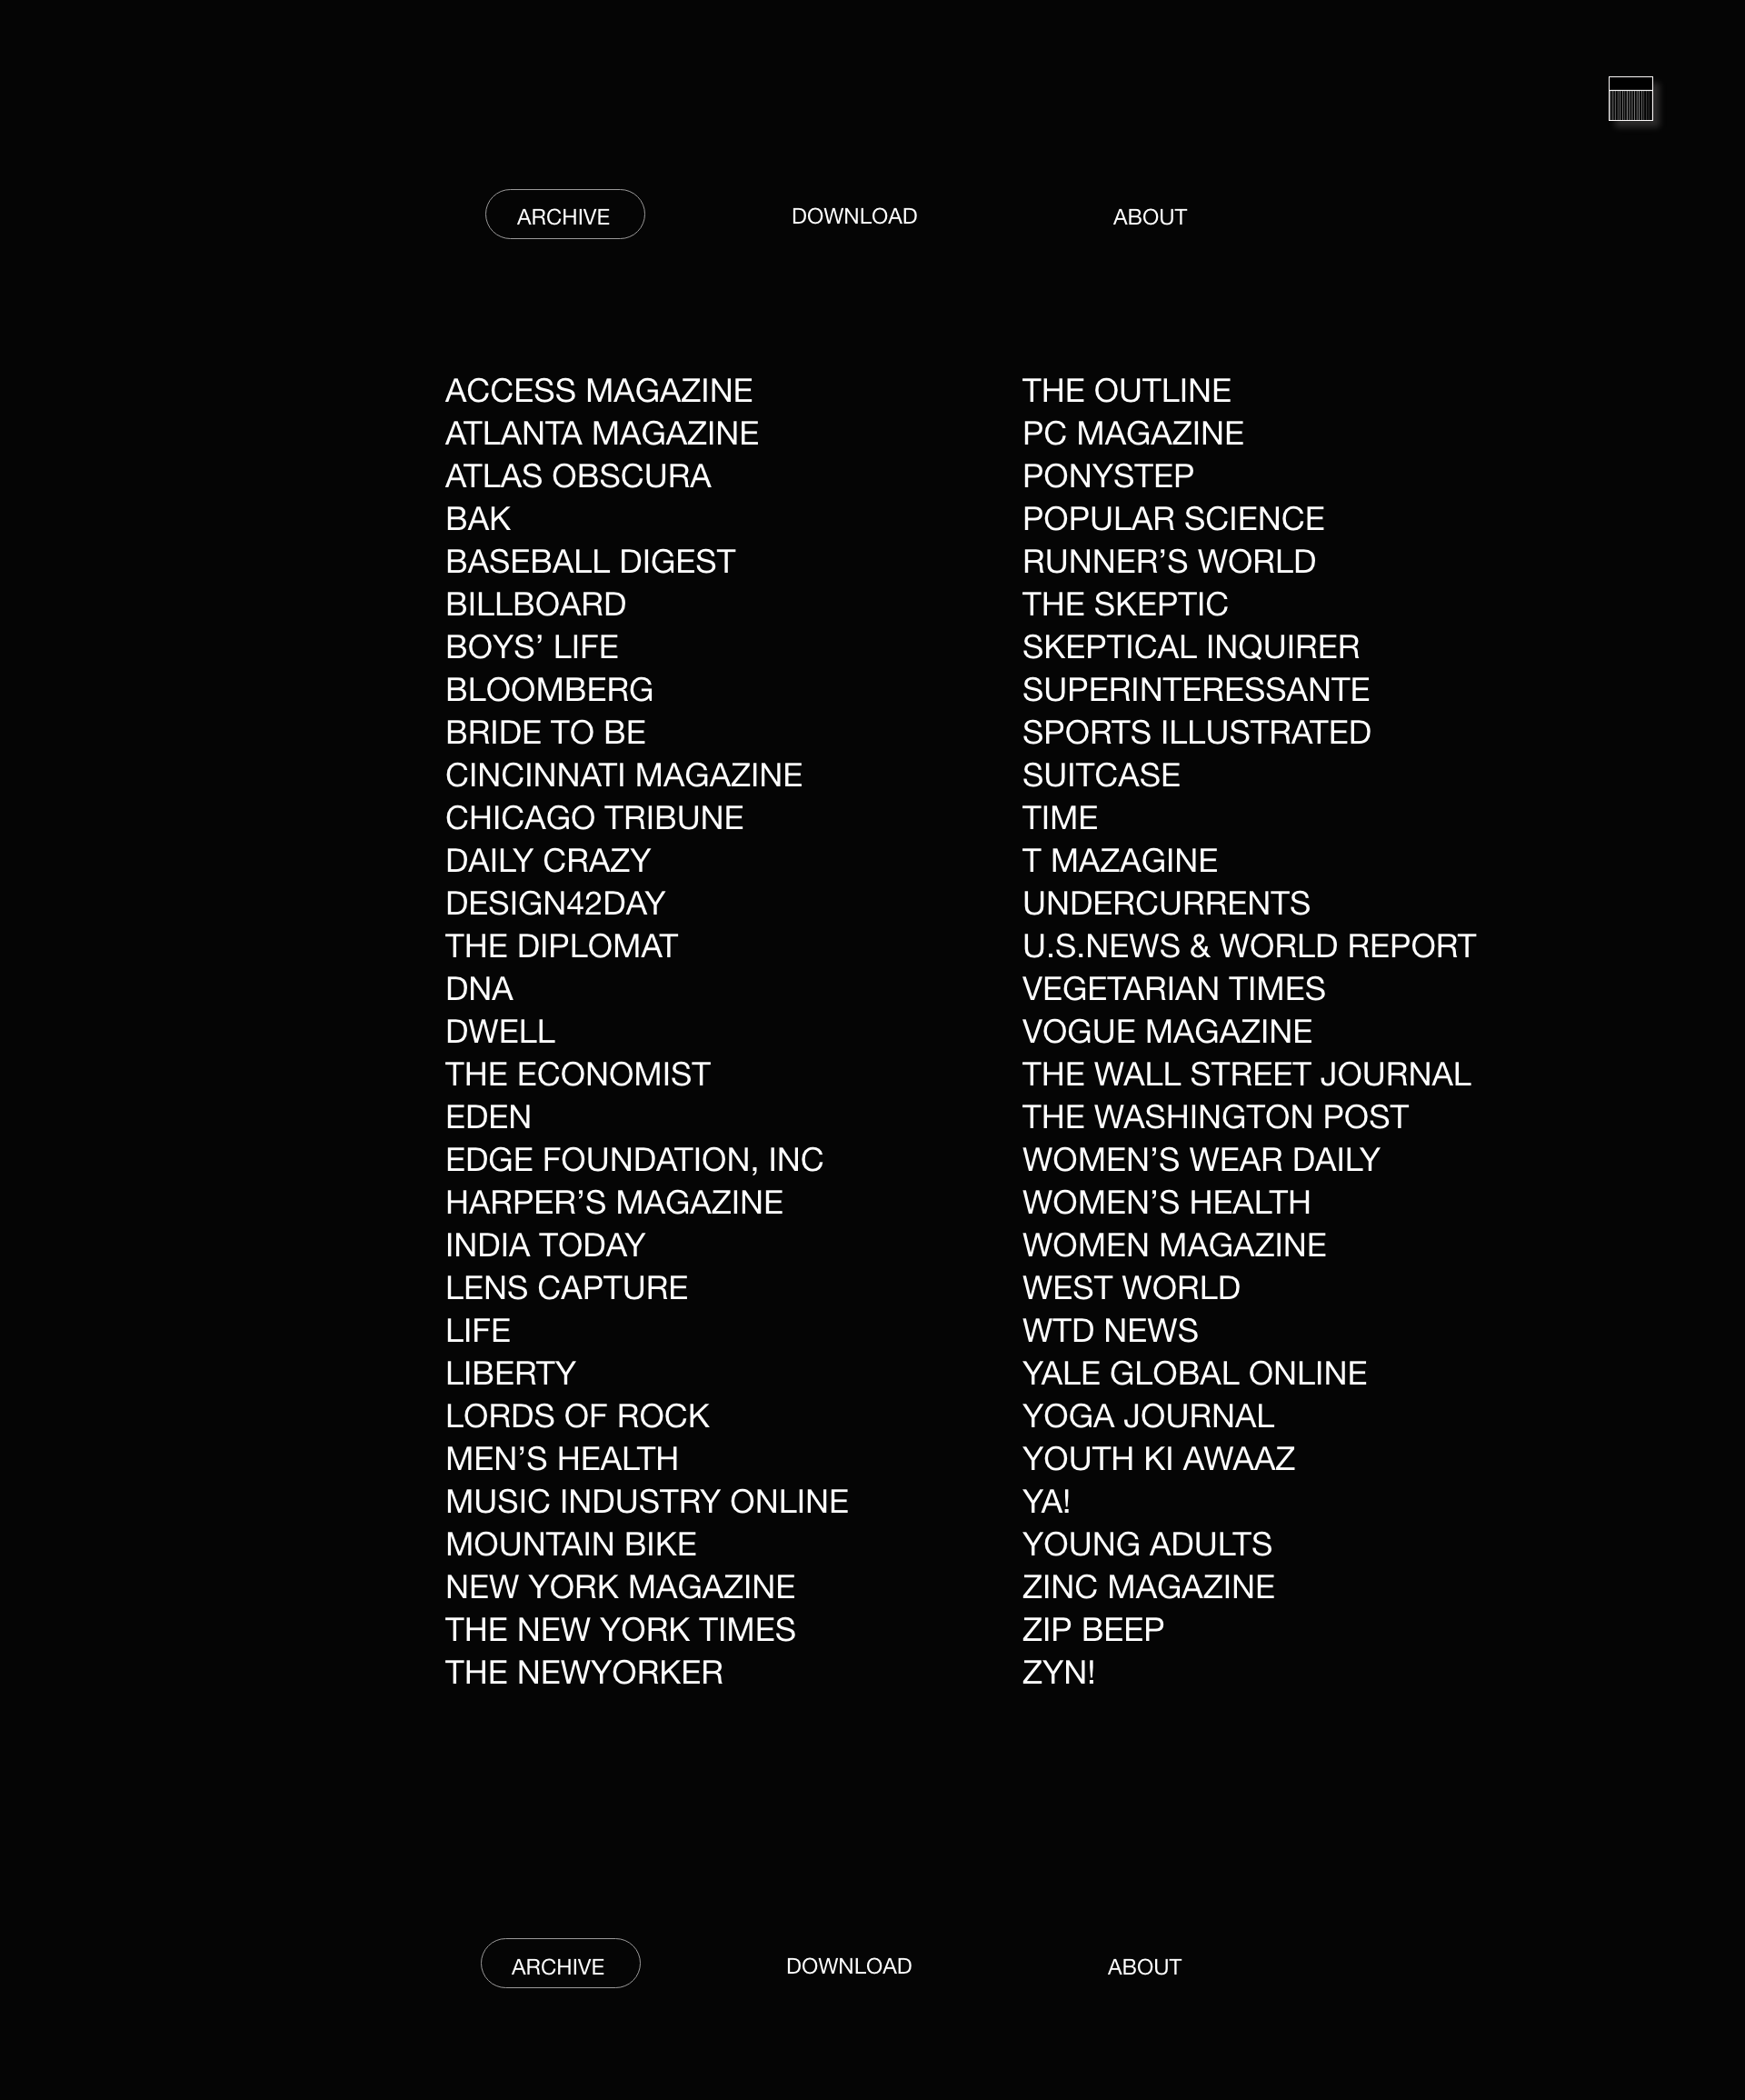 ARCHIVE
DOWNLOAD
ABOUT
ACCESS MAGAZINE
ATLANTA MAGAZINE
ATLAS OBSCURA
BAK
BASEBALL DIGEST
BILLBOARD
BOYS’ LIFE
BLOOMBERG
BRIDE TO BE
CINCINNATI MAGAZINE
CHICAGO TRIBUNE
DAILY CRAZY
DESIGN42DAY
THE DIPLOMAT
DNA
DWELL
THE ECONOMIST
EDEN
EDGE FOUNDATION, INC
HARPER’S MAGAZINE
INDIA TODAY
LENS CAPTURE
LIFE
LIBERTY
LORDS OF ROCK
MEN’S HEALTH
MUSIC INDUSTRY ONLINE
MOUNTAIN BIKE
NEW YORK MAGAZINE
THE NEW YORK TIMES
THE NEWYORKER
THE OUTLINE
PC MAGAZINE
PONYSTEP
POPULAR SCIENCE
RUNNER’S WORLD
THE SKEPTIC
SKEPTICAL INQUIRER
SUPERINTERESSANTE
SPORTS ILLUSTRATED
SUITCASE
TIME
T MAZAGINE
UNDERCURRENTS
U.S.NEWS & WORLD REPORT
VEGETARIAN TIMES
VOGUE MAGAZINE
THE WALL STREET JOURNAL
THE WASHINGTON POST
WOMEN’S WEAR DAILY
WOMEN’S HEALTH
WOMEN MAGAZINE
WEST WORLD
WTD NEWS
YALE GLOBAL ONLINE
YOGA JOURNAL
YOUTH KI AWAAZ
YA!
YOUNG ADULTS
ZINC MAGAZINE
ZIP BEEP
ZYN!
ARCHIVE
DOWNLOAD
ABOUT